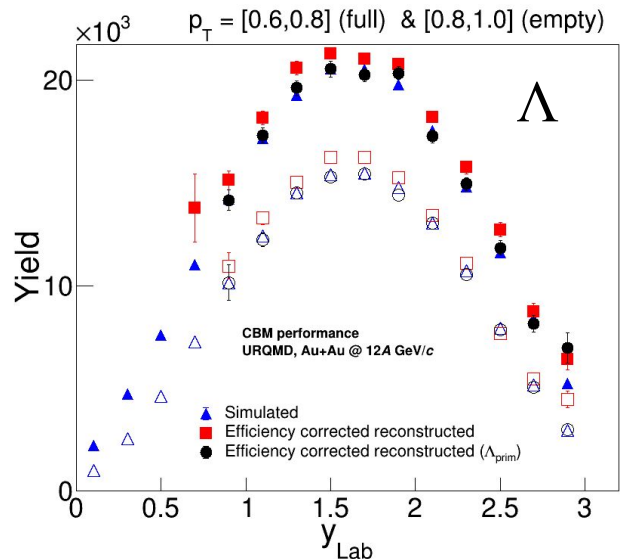 p_T = [0.6,0.8] (full) & [0.8,1.0] (empty)
×10³
Λ
20
10
0
Yield
CBM performance
URQMD, Au+Au @ 12A GeV/c
Simulated
Efficiency corrected reconstructed
Efficiency corrected reconstructed (Λ_prim)
0 0.5 1 1.5 2 2.5 3
y_Lab